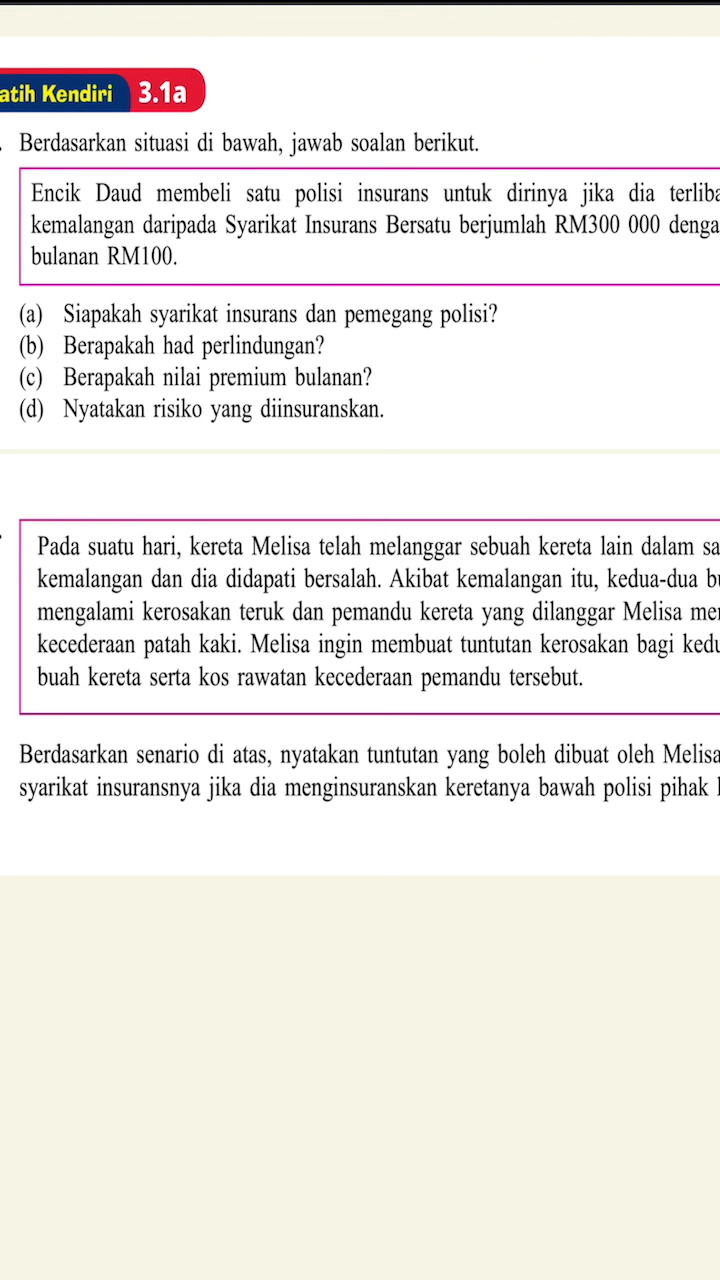 atih Kendiri 3.1a
Berdasarkan situasi di bawah, jawab soalan berikut.
Encik Daud membeli satu polisi insurans untuk dirinya jika dia
kemalangan daripada Syarikat Insurans Bersatu berjumlah RM300 000
bulanan RM100.
(a) Siapakah syarikat insurans dan pemegang polisi?
(b) Berapakah had perlindungan?
(c) Berapakah nilai premium bulanan?
(d) Nyatakan risiko yang diinsuranskan.
Pada suatu hari, kereta Melisa telah melanggar sebuah kereta lain dalam
kemalangan dan dia didapati bersalah. Akibat kemalangan itu, kedua-dua
mengalami kerosakan teruk dan pemandu kereta yang dilanggar Melisa
kecederaan patah kaki. Melisa ingin membuat tuntutan kerosakan bagi
buah kereta serta kos rawatan kecederaan pemandu tersebut.
Berdasarkan senario di atas, nyatakan tuntutan yang boleh dibuat oleh Melisa
syarikat insuransnya jika dia menginsuranskan keretanya bawah polisi pihak